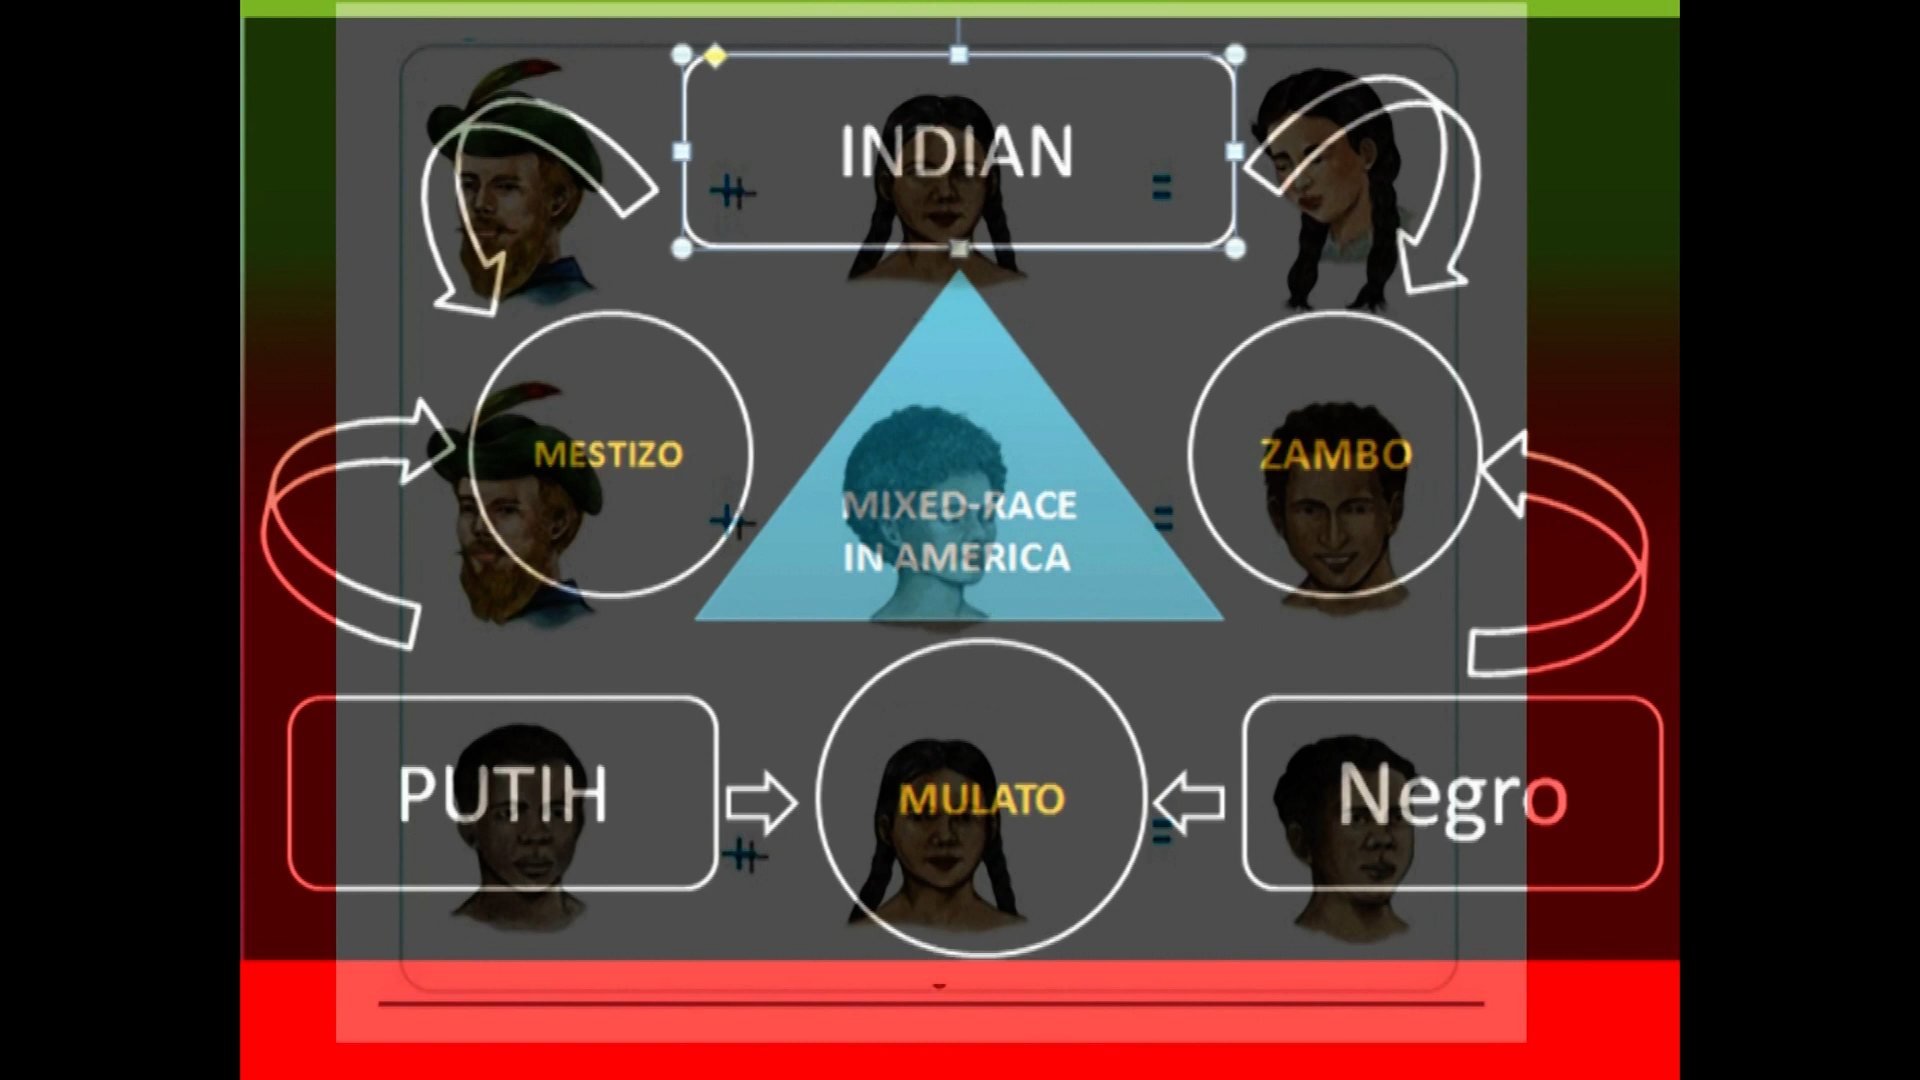 INDIAN
MESTIZO
ZAMBO
MIXED-RACE
IN AMERICA
PUTIH
MULATO
Negro